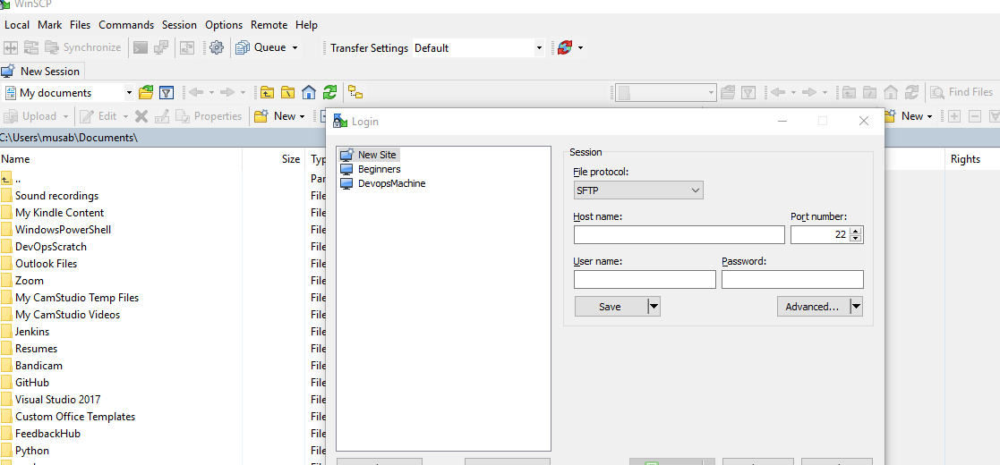 WinSCP
Local Mark Files Commands Session Options Remote Help
Synchronize Queue Transfer Settings Default
New Session
My documents Find Files
Upload Edit Properties New New
C:\Users\musab\Documents\
Name Size Type Rights
..
Sound recordings File
My Kindle Content File
WindowsPowerShell File
DevOpsScratch File
Outlook Files File
Zoom File
My CamStudio Temp Files File
My CamStudio Videos File
Jenkins File
Resumes File
Bandicam File
GitHub File
Visual Studio 2017 File
Custom Office Templates File
FeedbackHub File
Python File
Login
New Site
Beginners
DevopsMachine
Session
File protocol:
SFTP
Host name: Port number:
22
User name: Password:
Save Advanced...